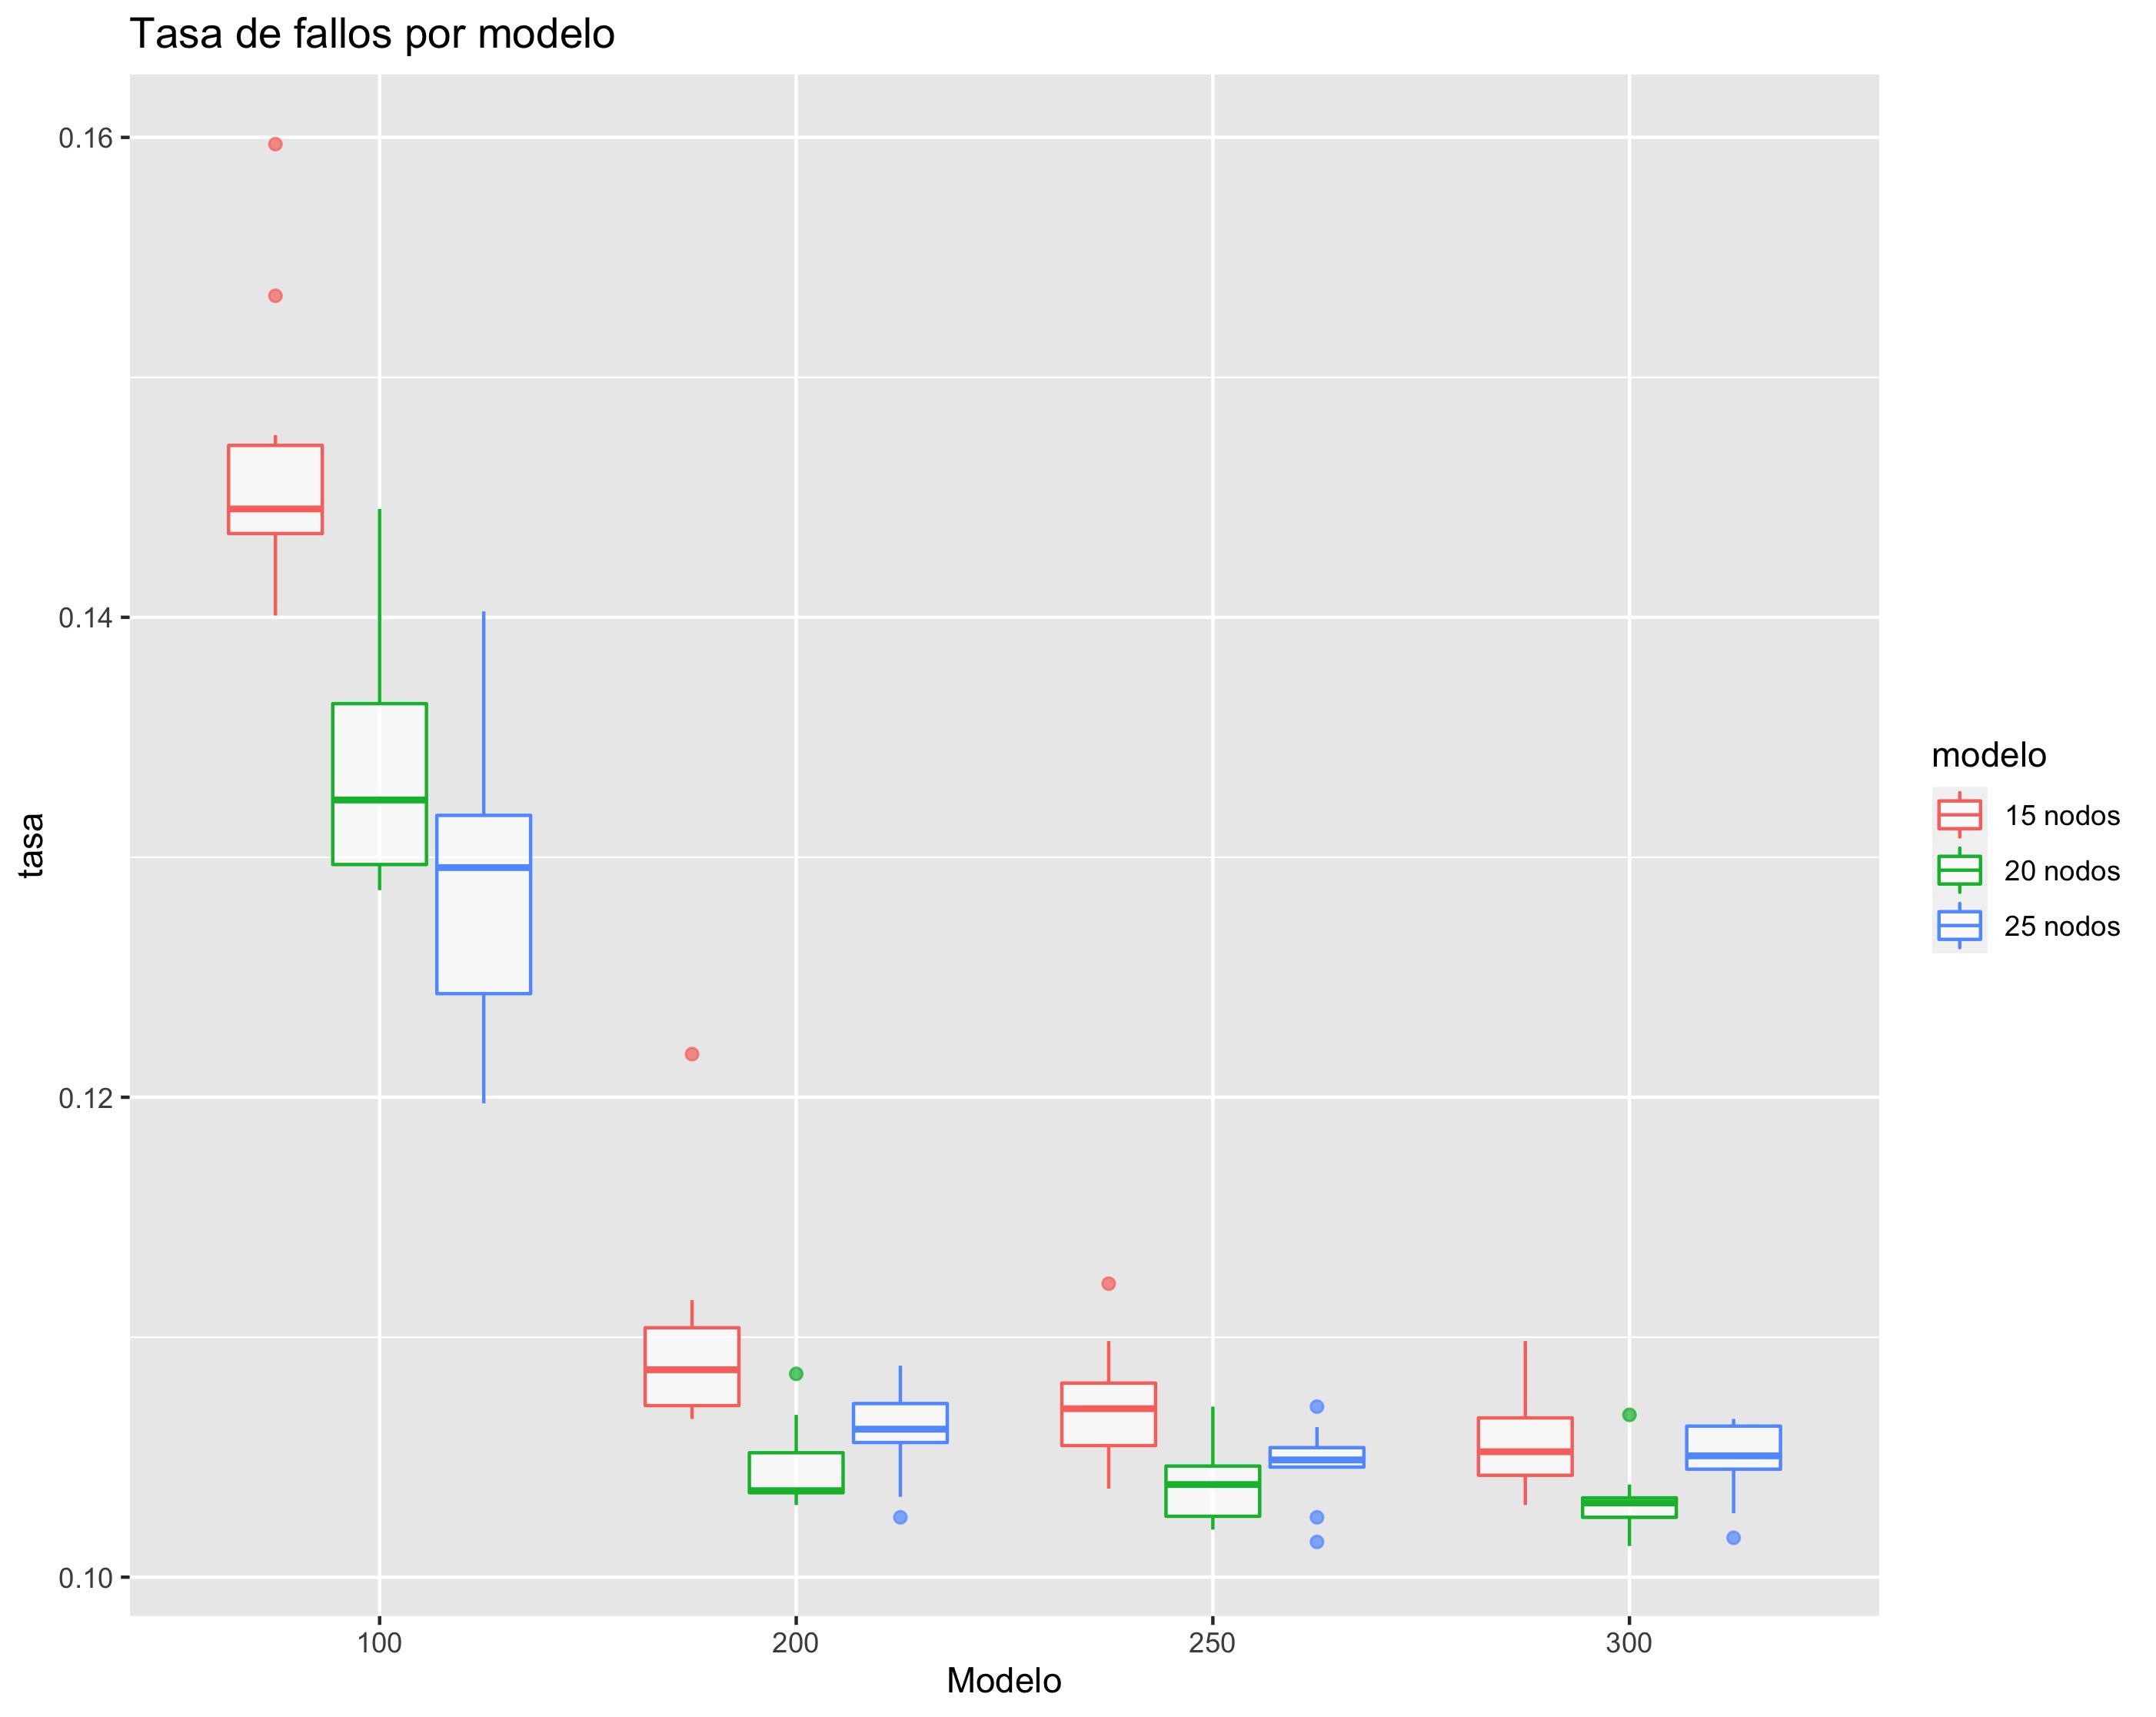 Tasa de fallos por modelo
tasa
0.16
0.14
0.12
0.10
100 200 250 300
Modelo
modelo
15 nodos
20 nodos
25 nodos